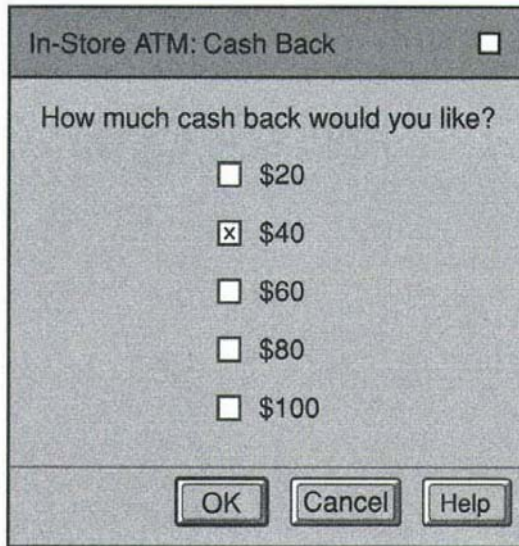 In-Store ATM: Cash Back
How much cash back would you like?
$20
x $40
$60
$80
$100
OK Cancel Help